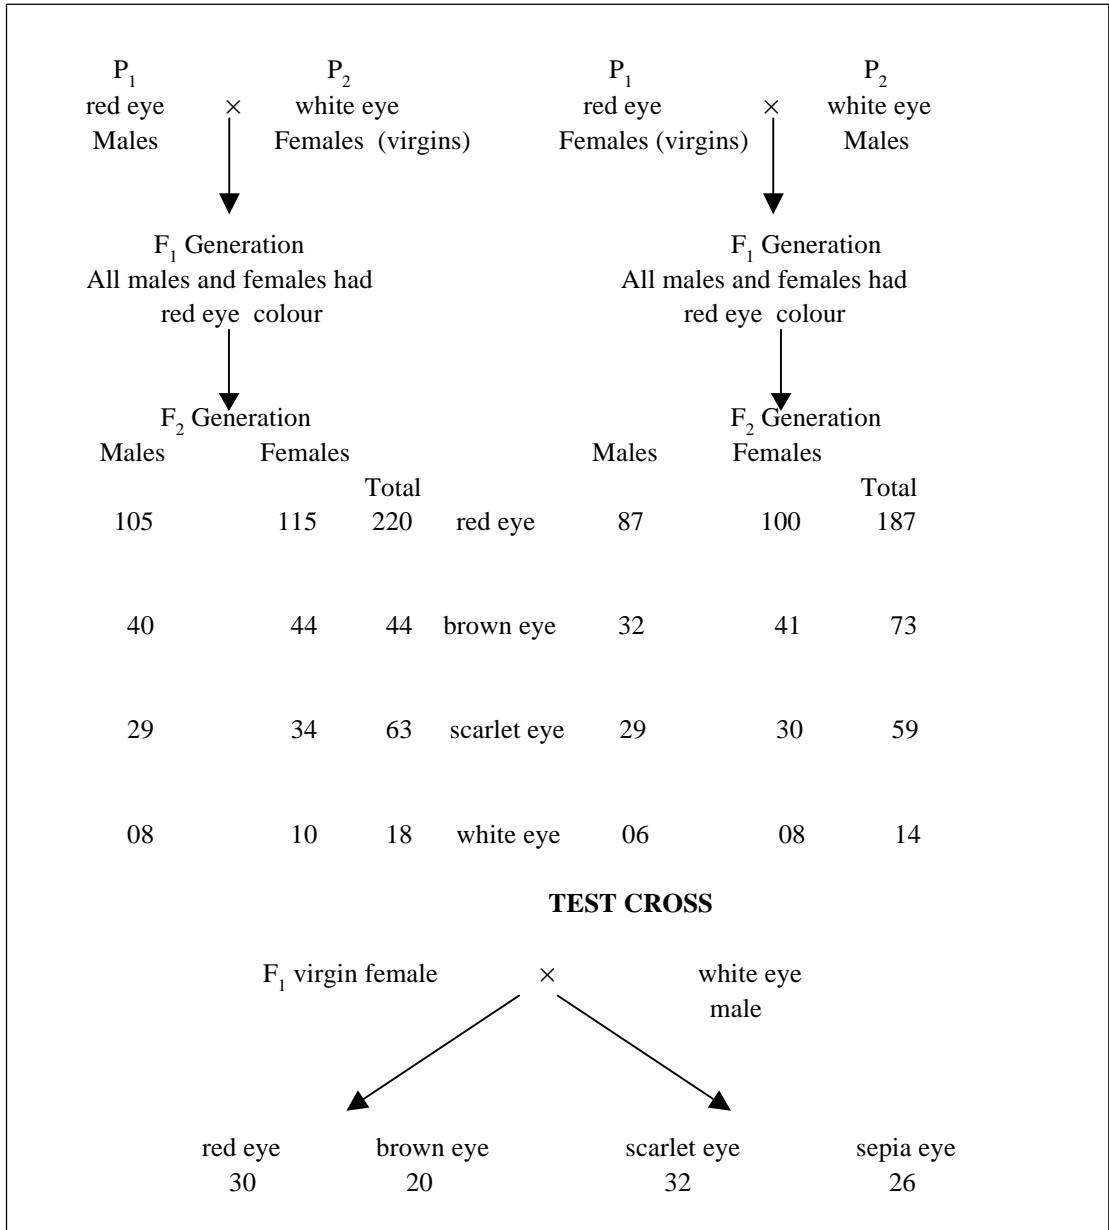 P1 P2 P1 P2
red eye × white eye red eye × white eye
Males Females (virgins) Females (virgins) Males
F1 Generation F1 Generation
All males and females had All males and females had
red eye colour red eye colour
F2 Generation F2 Generation
Males Females Males Females
Total Total
105 115 220 red eye 87 100 187
40 44 44 brown eye 32 41 73
29 34 63 scarlet eye 29 30 59
08 10 18 white eye 06 08 14
TEST CROSS
F1 virgin female × white eye
male
red eye brown eye scarlet eye sepia eye
30 20 32 26